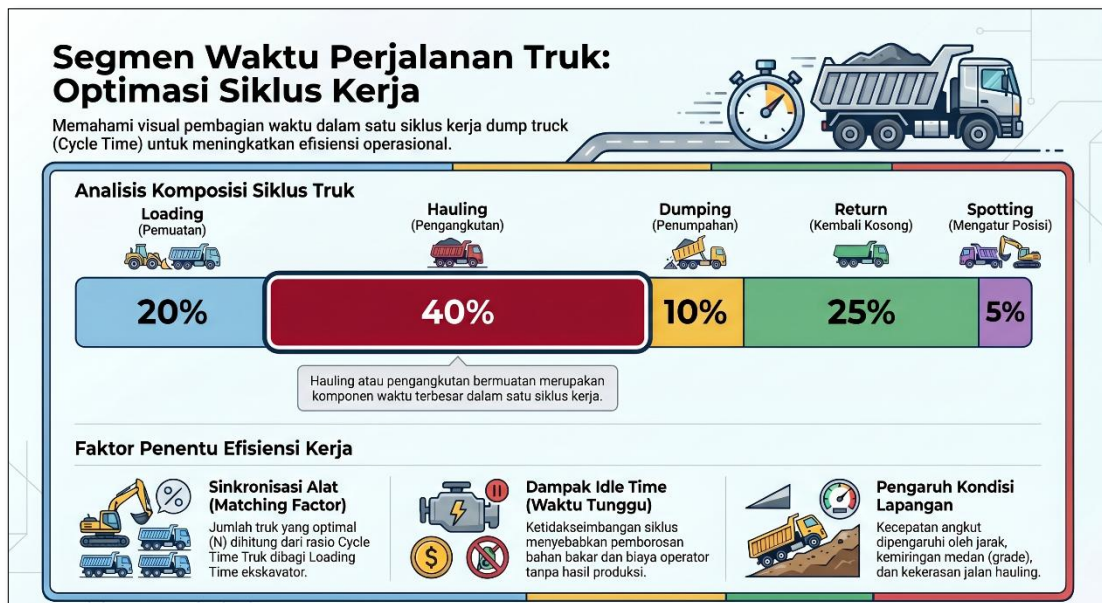 Segmen Waktu Perjalanan Truk:
Optimasi Siklus Kerja
Memahami visual pembagian waktu dalam satu siklus kerja dump truck
(Cycle Time) untuk meningkatkan efisiensi operasional.
Analisis Komposisi Siklus Truk
Loading
(Pemuatan)
Hauling
(Pengangkutan)
Dumping
(Penumpahan)
Return
(Kembali Kosong)
Spotting
(Mengatur Posisi)
20%
40%
10%
25%
5%
Hauling atau pengangkutan bermuatan merupakan
komponen waktu terbesar dalam satu siklus kerja.
Faktor Penentu Efisiensi Kerja
%
Sinkronisasi Alat
(Matching Factor)
Jumlah truk yang optimal
(N) dihitung dari rasio Cycle
Time Truk dibagi Loading
Time ekskavator.
$
Dampak Idle Time
(Waktu Tunggu)
Ketidakseimbangan siklus
menyebabkan pemborosan
bahan bakar dan biaya operator
tanpa hasil produksi.
Pengaruh Kondisi
Lapangan
Kecepatan angkut
dipengaruhi oleh jarak,
kemiringan medan (grade),
dan kekerasan jalan hauling.